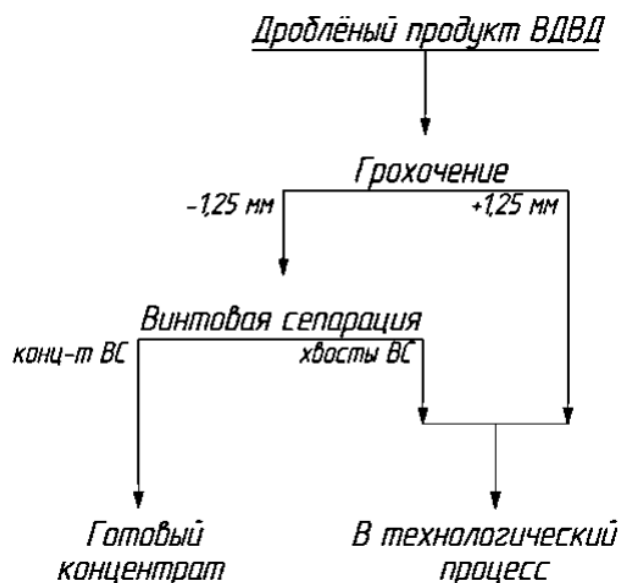 Дроблёный продукт ВДВД
Грохочение
-1,25 мм
+1,25 мм
Винтовая сепарация
конц-т ВС
хвосты ВС
Готовый
концентрат
В технологический
процесс